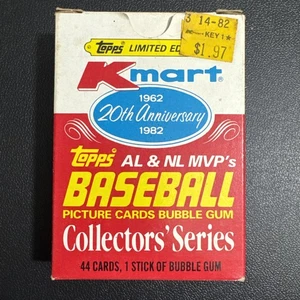 Topps LIMITED ED
3 14-82
KEY 1
$1.97
Kmart
1962
20th Anniversary
1982
Topps AL & NL MVP's
BASEBALL
PICTURE CARDS BUBBLE GUM
Collectors' Series
44 CARDS, 1 STICK OF BUBBLE GUM